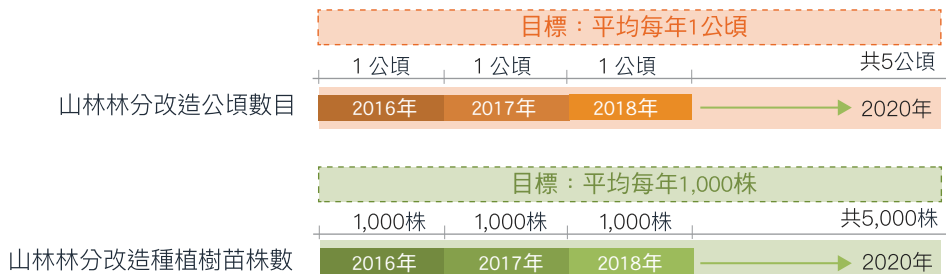 目標：平均每年1公頃
1 公頃 1 公頃 1 公頃 共5公頃
山林林分改造公頃數目 2016年 2017年 2018年 2020年
目標：平均每年1,000株
1,000株 1,000株 1,000株 共5,000株
山林林分改造種植樹苗株數 2016年 2017年 2018年 2020年